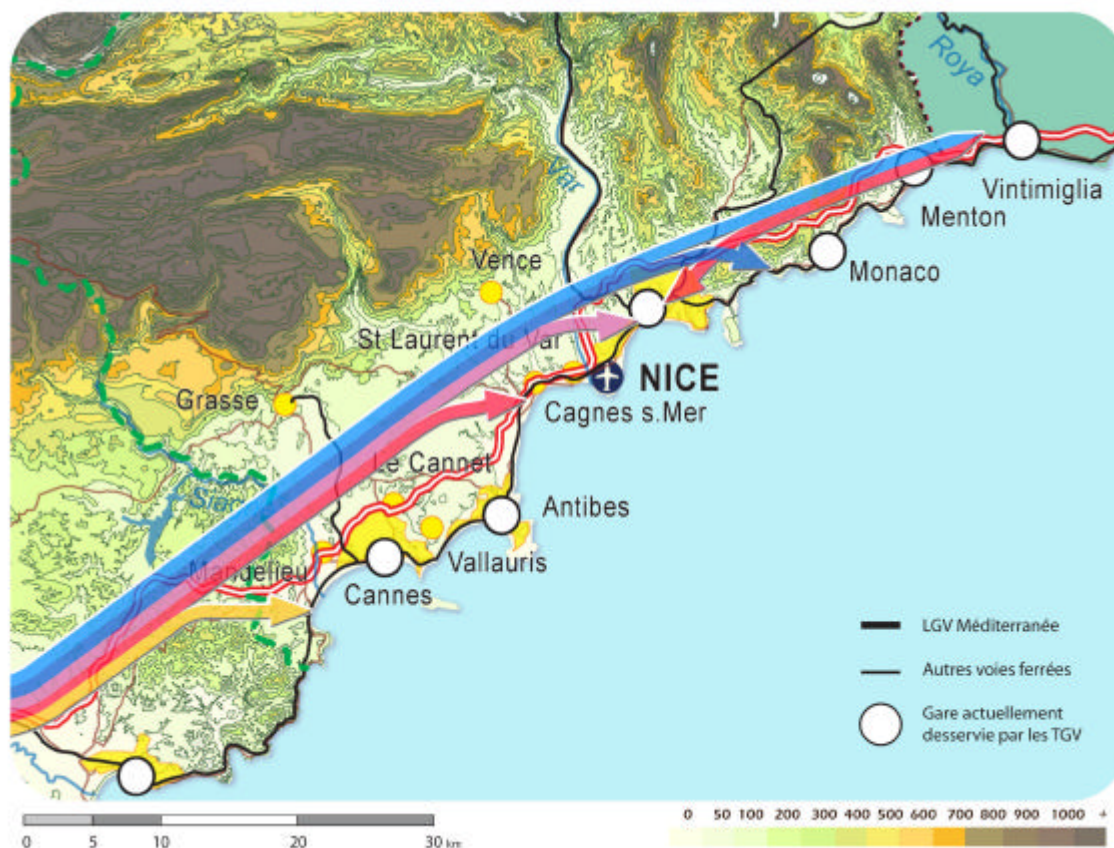 Roya
Var
Vintimiglia
Menton
Monaco
Vence
St Laurent du Var
NICE
Grasse
Cagnes s.Mer
Le Cannet
Antibes
Mandelieu
Vallauris
Cannes
LGV Méditerranée
Autres voies ferrées
Gare actuellement
desservie par les TGV
0 5 10 20 30 km
0 50 100 200 300 400 500 600 700 800 900 1000 +